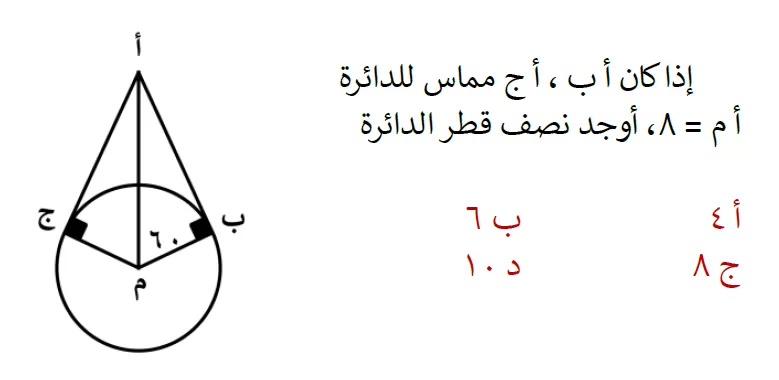 أ
ج
ب
٦٠
م
إذا كان أ ب ، أ ج مماس للدائرة
أ م = ٨، أوجد نصف قطر الدائرة
أ ٤ ب ٦
ج ٨ د ١٠